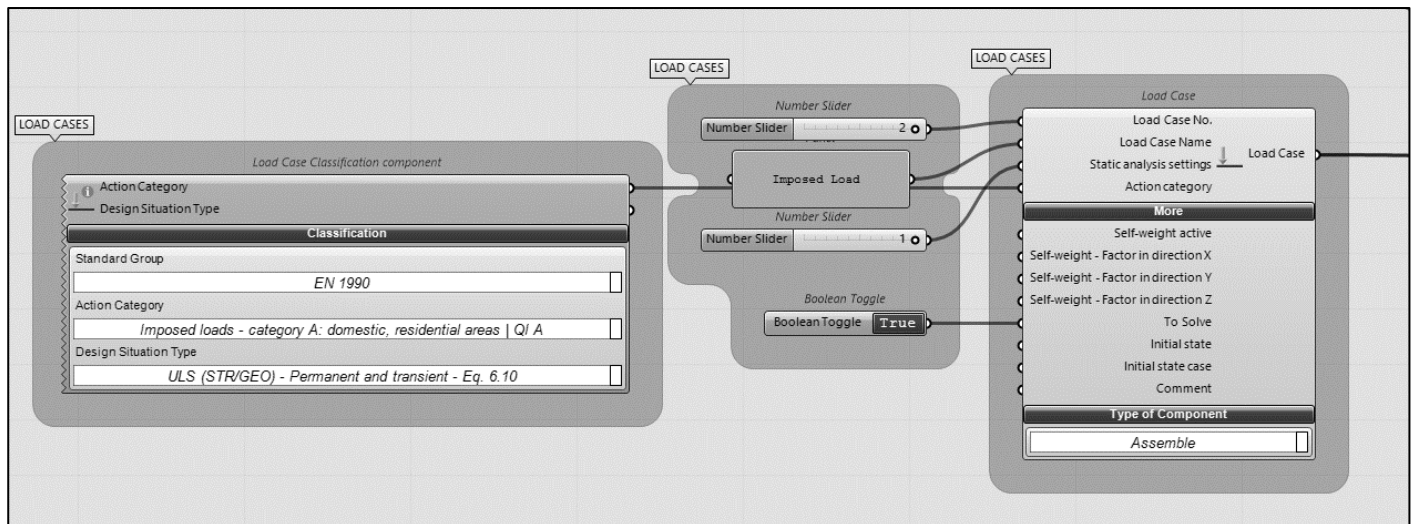 LOAD CASES
Load Case Classification component
Action Category
Design Situation Type
Classification
Standard Group
EN 1990
Action Category
Imposed loads - category A: domestic, residential areas | QI A
Design Situation Type
ULS (STR/GEO) - Permanent and transient - Eq. 6.10
LOAD CASES
Number Slider
Number Slider 2
Imposed Load
Number Slider
Number Slider 1
Boolean Toggle
Boolean Toggle True
LOAD CASES
Load Case
Load Case No.
Load Case Name
Static analysis settings
Load Case
Action category
More
Self-weight active
Self-weight - Factor in direction X
Self-weight - Factor in direction Y
Self-weight - Factor in direction Z
To Solve
Initial state
Initial state case
Comment
Type of Component
Assemble